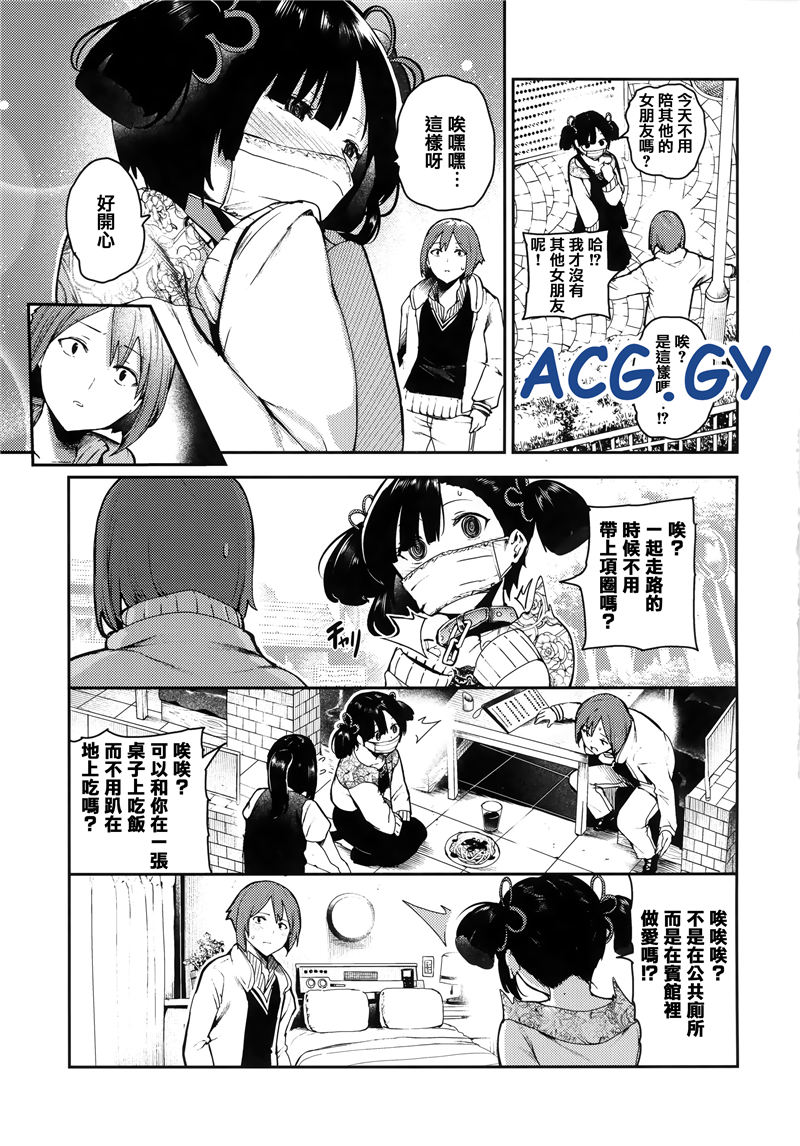 今天不用
陪其他的
女朋友嗎?
哈!?
我才沒有
其他女朋友
呢!
唉?
是這樣嗎…!?
ACG.GY
唉嘿嘿…
這樣呀
好開心
唉?
一起走路的
時候不用
帶上項圈嗎?
チャリ
唉唉?
可以和你在一張
桌子上吃飯
而不用趴在
地上吃嗎?
唉唉唉?
不是在公共廁所
而是在賓館裡
做愛嗎!?